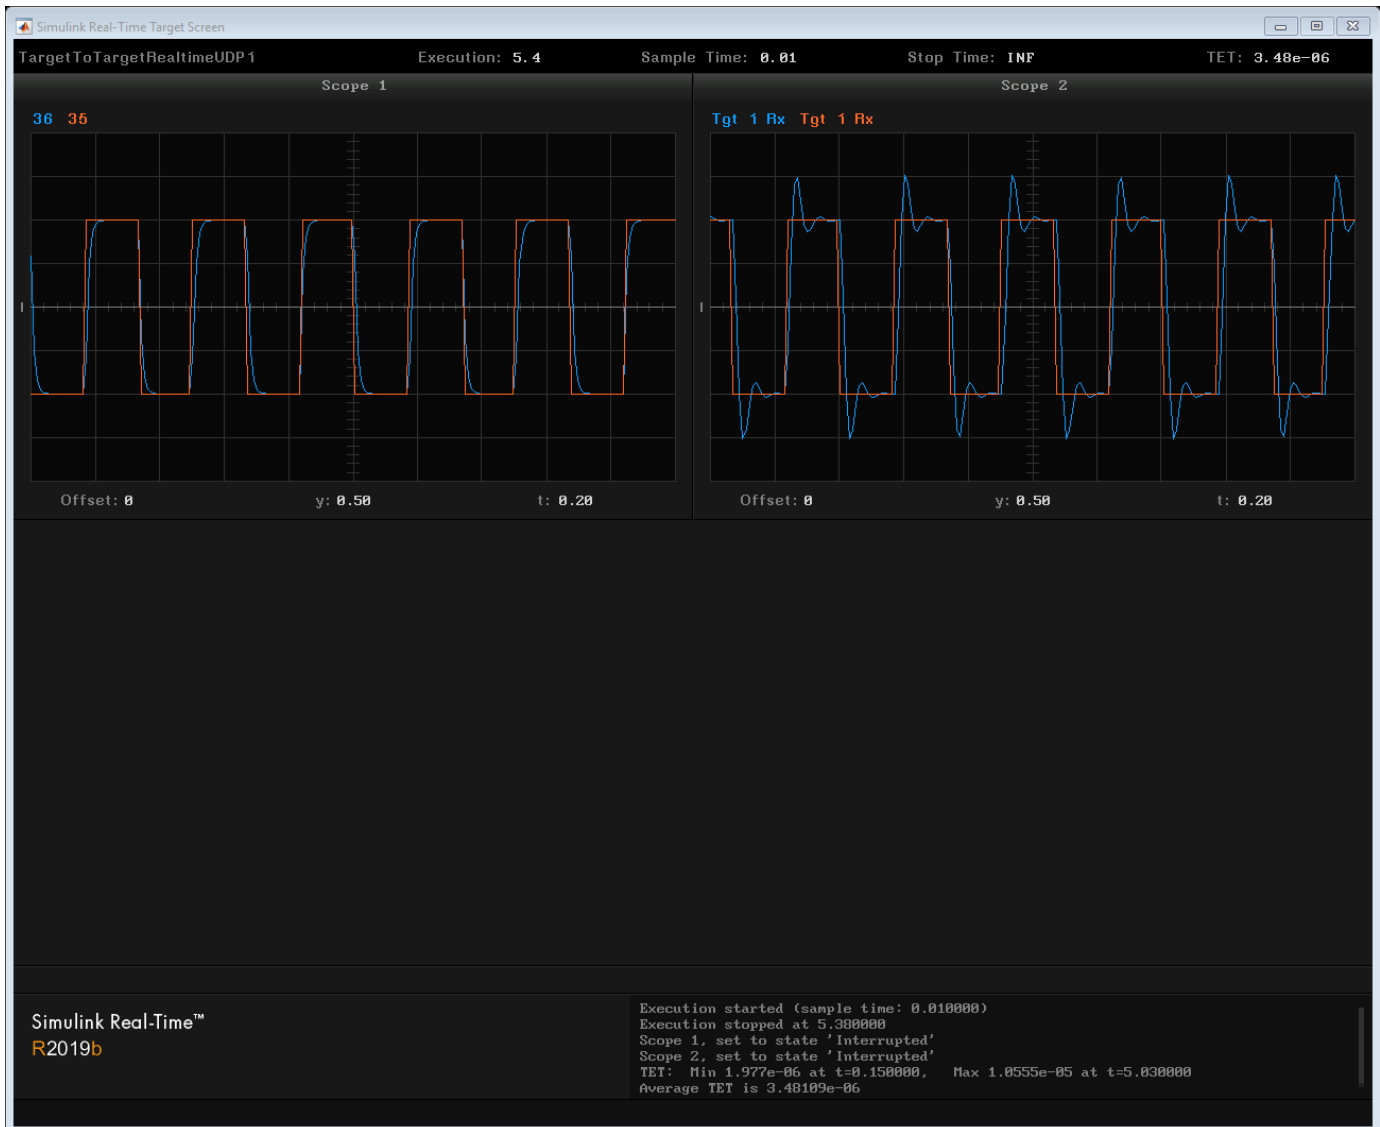 Simulink Real-Time Target Screen
TargetToTargetRealtimeUDP1 Execution: 5.4 Sample Time: 0.01 Stop Time: INF TET: 3.48e-06
Scope 1
36 35
Offset: 0 y: 0.50 t: 0.20
Scope 2
Tgt 1 Rx Tgt 1 Rx
Offset: 0 y: 0.50 t: 0.20
Simulink Real-Time™
R2019b
Execution started (sample time: 0.010000)
Execution stopped at 5.380000
Scope 1, set to state 'Interrupted'
Scope 2, set to state 'Interrupted'
TET: Min 1.977e-06 at t=0.150000, Max 1.0555e-05 at t=5.030000
Average TET is 3.48109e-06